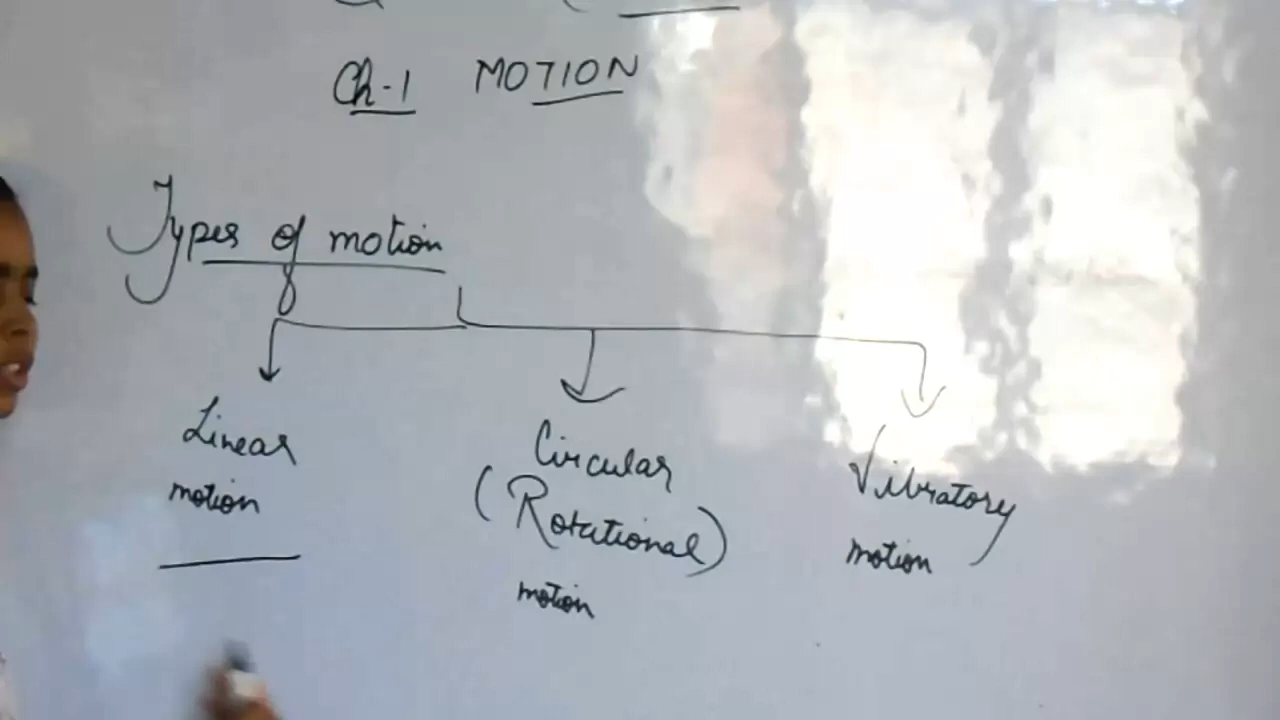 Ch-1 MOTION
Types of motion
Linear
motion
Circular
(Rotational)
motion
Vibratory
motion